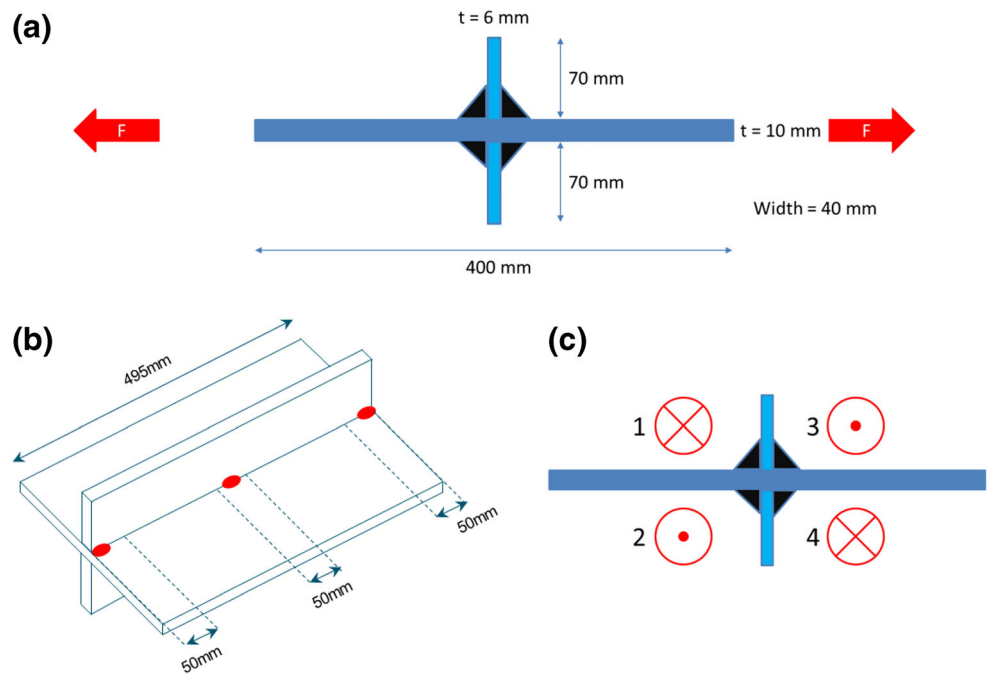 (a)
t = 6 mm
70 mm
F
t = 10 mm
F
70 mm
Width = 40 mm
400 mm
(b)
495mm
50mm
50mm
50mm
(c)
1
3
2
4